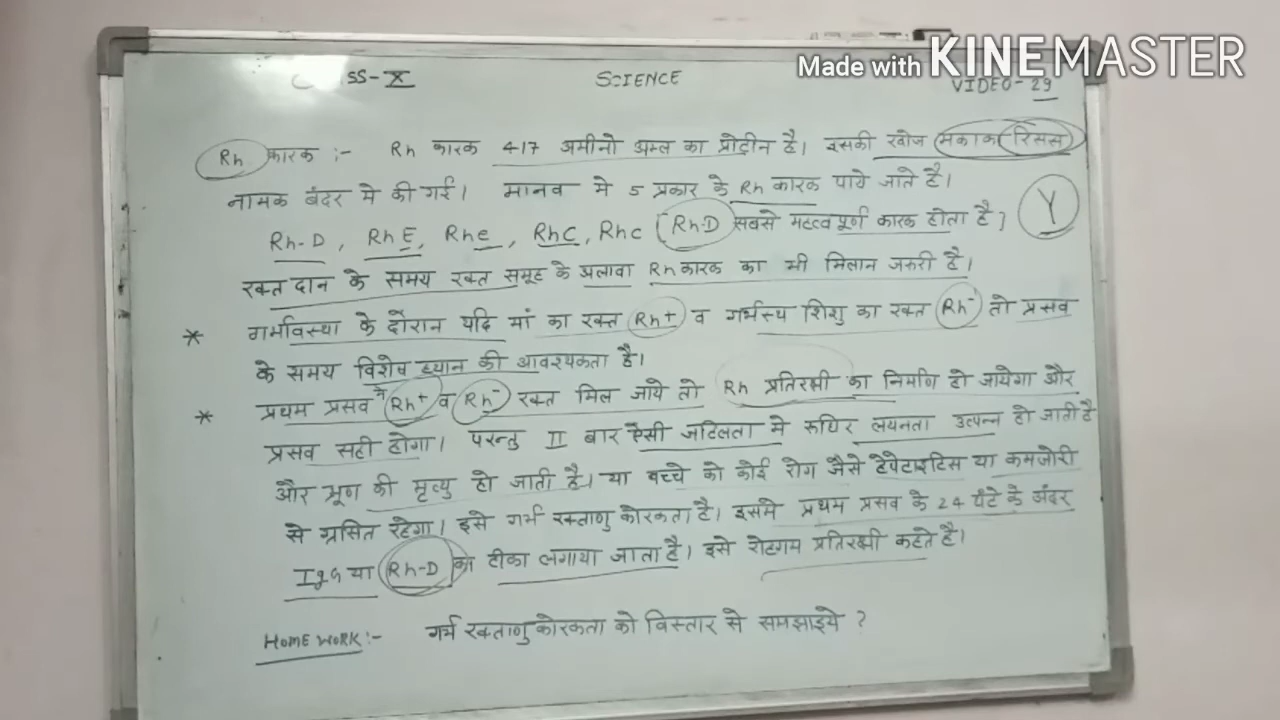 Made with KINEMASTER
SS-X SCIENCE VIDEO-29
Rh कारक :- Rh कारक 417 अमीनो अम्ल का प्रोटीन है। इसकी खोज मकाका रिसस
नामक बंदर मे की गई। मानव मे 5 प्रकार के Rh कारक पाये जाते है।
Rh-D, RhE, Rhe, RhC, Rhc (Rh-D सबसे महत्वपूर्ण कारक होता है) Y
रक्त दान के समय रक्त समूह के अलावा Rh कारक का भी मिलान जरुरी है।
* गर्भावस्था के दौरान यदि मां का रक्त Rh+ व गर्भस्थ शिशु का रक्त Rh- तो प्रसव
के समय विशेष ध्यान की आवश्यकता है।
* प्रथम प्रसव मे Rh+ व Rh- रक्त मिल जाये तो Rh प्रतिरक्षी का निर्माण हो जायेगा और
प्रसव सही होगा। परन्तु II बार ऐसी जटिलता मे रुधिर लयनता उत्पन्न हो जाती है
और भ्रूण की मृत्यु हो जाती है। या बच्चे को कोई रोग जैसे हेपेटाइटिस या कमजोरी
से ग्रसित रहेगा। इसे गर्भ रक्ताणु कोरकता है। इसमे प्रथम प्रसव के 24 घंटे के अंदर
IgG या Rh-D का टीका लगाया जाता है। इसे रोहगम प्रतिरक्षी कहते है।
HOME WORK:- गर्भ रक्ताणु कोरकता को विस्तार से समझाइये ?